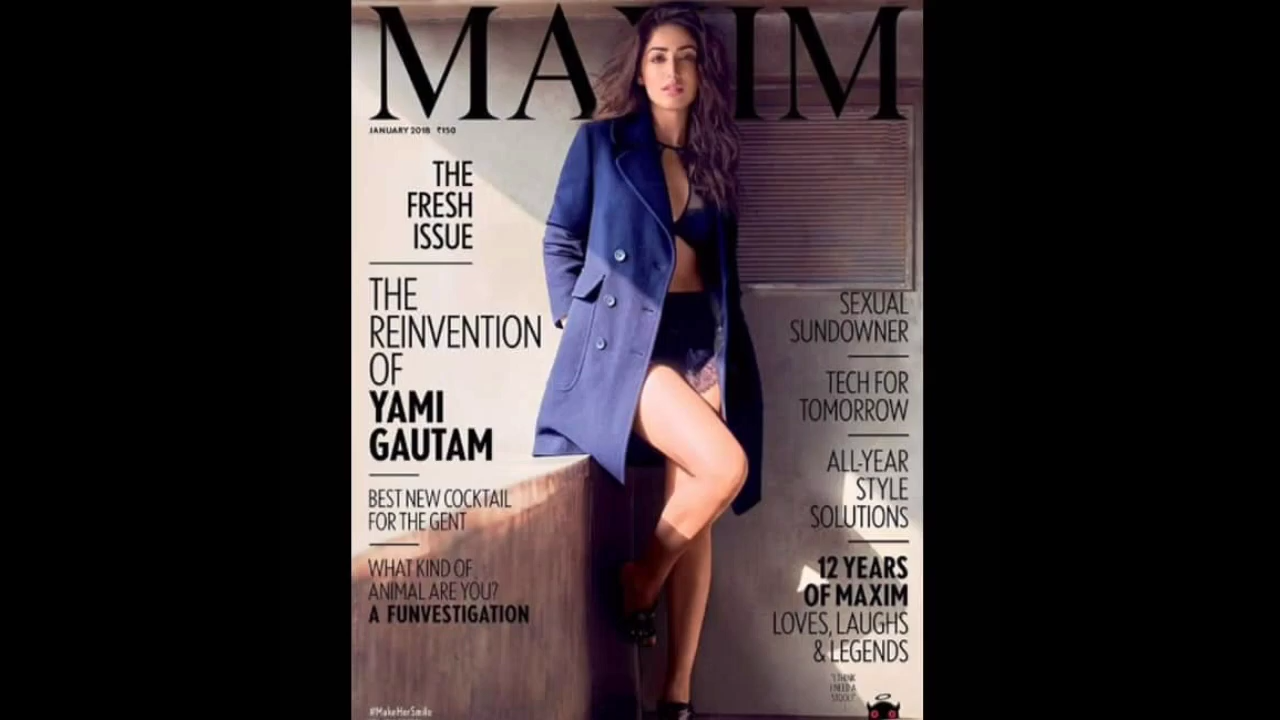 MAXIM
JANUARY 2018 ₹150
THE
FRESH
ISSUE
THE
REINVENTION
OF
YAMI
GAUTAM
BEST NEW COCKTAIL
FOR THE GENT
WHAT KIND OF
ANIMAL ARE YOU?
A FUNVESTIGATION
#MakeHerSmile
SEXUAL
SUNDOWNER
TECH FOR
TOMORROW
ALL-YEAR
STYLE
SOLUTIONS
12 YEARS
OF MAXIM
LOVES, LAUGHS
& LEGENDS
"I THINK
I NEED A